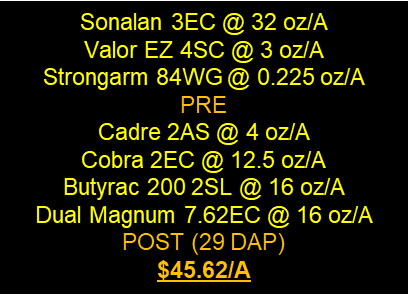 Sonalan 3EC @ 32 oz/A
Valor EZ 4SC @ 3 oz/A
Strongarm 84WG @ 0.225 oz/A
PRE
Cadre 2AS @ 4 oz/A
Cobra 2EC @ 12.5 oz/A
Butyrac 200 2SL @ 16 oz/A
Dual Magnum 7.62EC @ 16 oz/A
POST (29 DAP)
$45.62/A